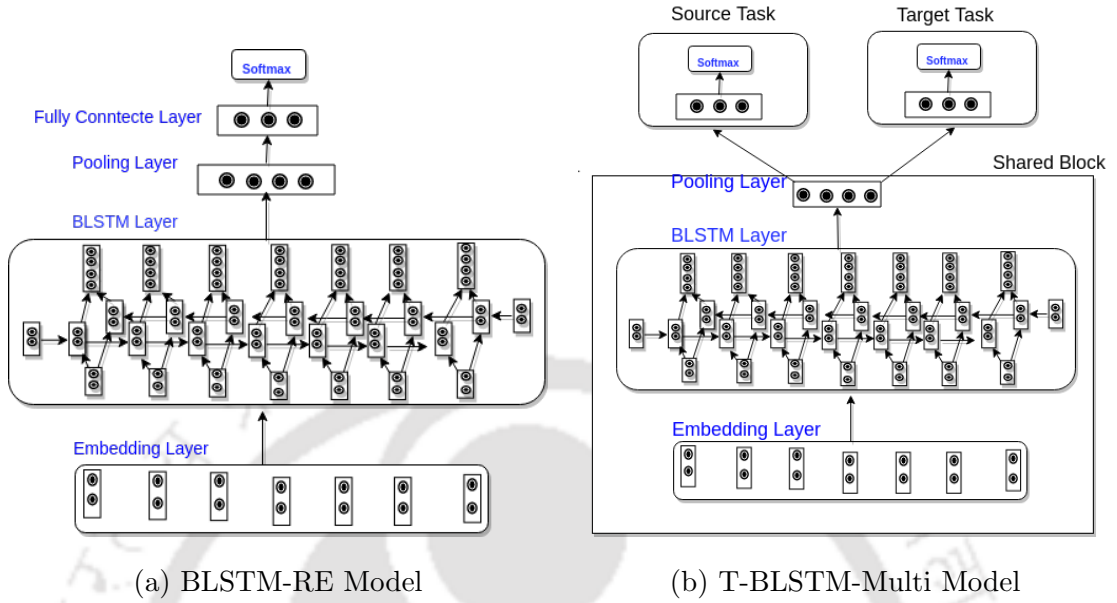 Softmax
Fully Conntecte Layer
Pooling Layer
BLSTM Layer
Embedding Layer
(a) BLSTM-RE Model
Source Task
Target Task
Softmax
Softmax
Shared Block
Pooling Layer
BLSTM Layer
Embedding Layer
(b) T-BLSTM-Multi Model